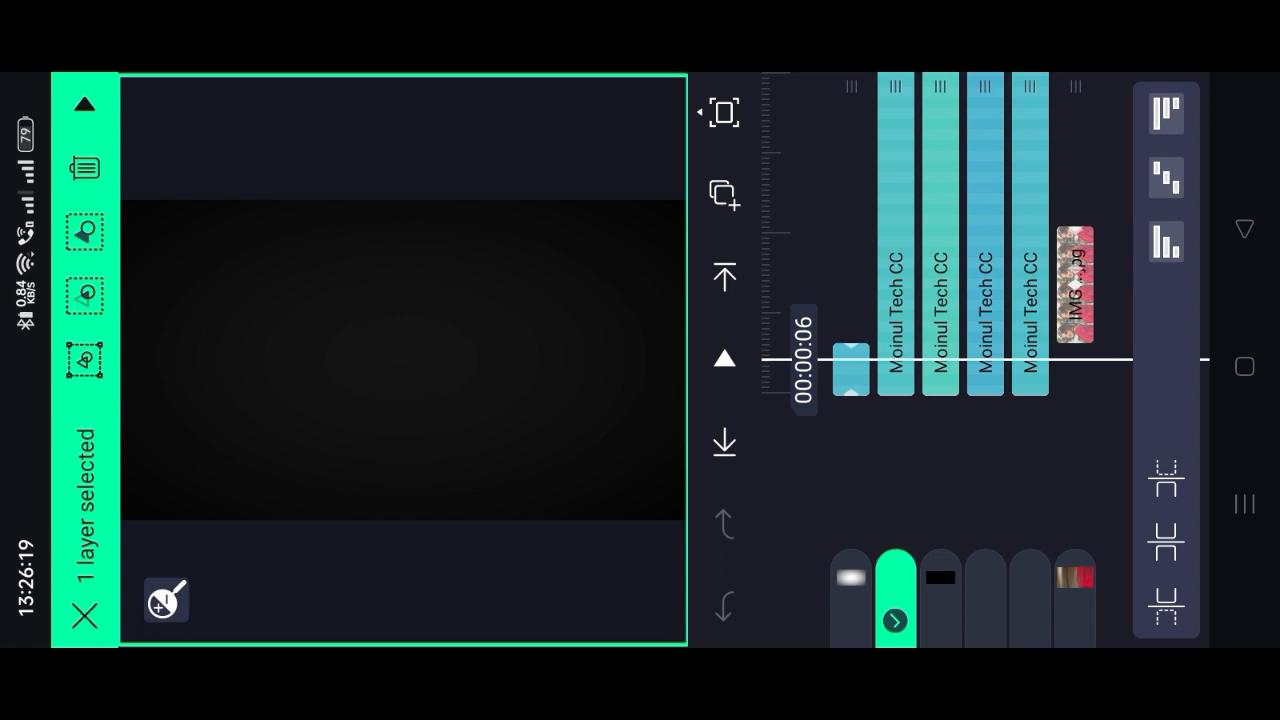 13:26:19
0.84 KB/S
79
1 layer selected
00:00:06
Moinul Tech CC
Moinul Tech CC
Moinul Tech CC
Moinul Tech CC